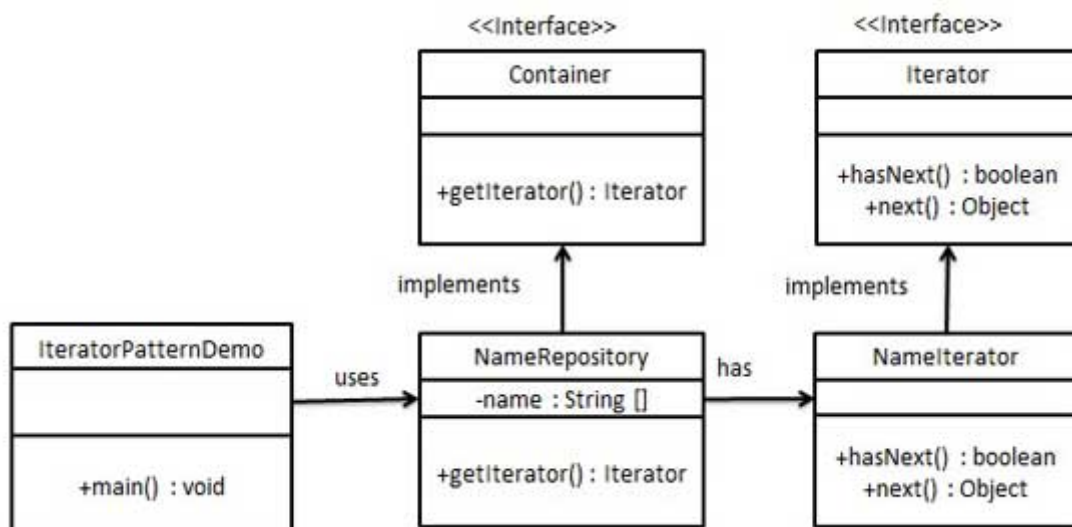 <<Interface>>
Container
+getIterator() : Iterator
<<Interface>>
Iterator
+hasNext() : boolean
+next() : Object
implements
implements
IteratorPatternDemo
+main() : void
uses
NameRepository
-name : String []
+getIterator() : Iterator
has
NameIterator
+hasNext() : boolean
+next() : Object